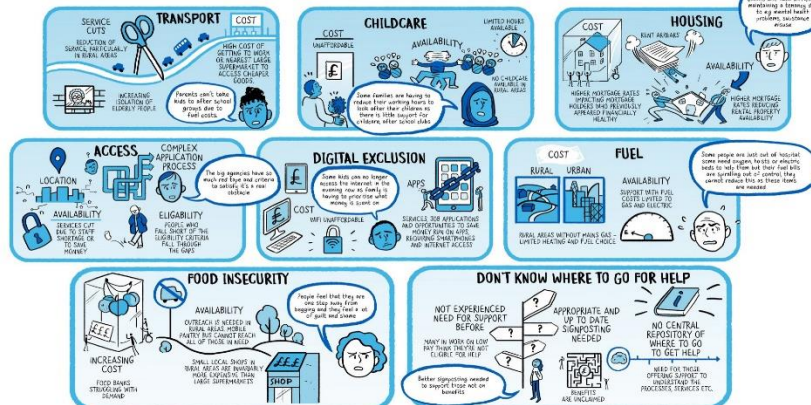 TRANSPORT
SERVICE
CUTS
REDUCTION OF
SERVICE, PARTICULARLY
IN RURAL AREAS
COST
HIGH COST OF
GETTING TO WORK
OR NEAREST LARGE
SUPERMARKET TO
ACCESS CHEAPER
GOODS.
INCREASING
ISOLATION OF
ELDERLY PEOPLE
Parents can't take
kids to after school
groups due to
fuel costs.
CHILDCARE
COST
UNAFFORDABLE
£
AVAILABILITY
LIMITED HOURS
AVAILABLE
NO CHILDCARE
AVAILABLE IN
RURAL AREAS
Some families are having to
reduce their working hours to
look after their children as
there is little support for
childcare, after school clubs
HOUSING
COST
RENT ARREARS
HIGHER MORTGAGE RATES
IMPACTING MORTGAGE
HOLDERS WHO PREVIOUSLY
APPEARED FINANCIALLY
HEALTHY
AVAILABILITY
HIGHER MORTGAGE
RATES REDUCING
RENTAL PROPERTY
AVAILABILITY
maintaining a tenancy d
to eg mental health
problems, substance
misuse
ACCESS
LOCATION
COMPLEX
APPLICATION
PROCESS
The big agencies have so
much red tape and criteria
to satisfy it's a real
obstacle
AVAILABILITY
SERVICES CUT
DUE TO STAFF
SHORTAGE OR
TO SAVE
MONEY
ELIGABILITY
PEOPLE WHO
FALL SHORT OF THE
ELIGIBILITY CRITERIA
FALL THROUGH
THE GAPS
DIGITAL EXCLUSION
Some kids can no longer
access the internet in the
evening now as family is
having to prioritise what
money is spent on
COST
WIFI UNAFFORDABLE
APPS
SERVICES JOB APPLICATIONS
AND OPPORTUNITIES TO SAVE
MONEY RUN ON APPS,
REQUIRING SMARTPHONES
AND INTERNET ACCESS
FUEL
COST
RURAL URBAN
RURAL AREAS WITHOUT MAINS GAS -
LIMITED HEATING AND FUEL CHOICE
AVAILABILITY
SUPPORT WITH FUEL
COSTS LIMITED TO
GAS AND ELECTRIC
Some people are just out of hospital,
some need oxygen, hoists or electric
beds to help them but their fuel bills
are spiralling out of control, they
cannot reduce this as these items
are needed
FOOD INSECURITY
£££
INCREASING
COST
FOOD BANKS
STRUGGLING WITH
DEMAND
AVAILABILITY
OUTREACH IS NEEDED IN
RURAL AREAS, MOBILE
PANTRY BUS CANNOT REACH
ALL OF THOSE IN NEED
SMALL LOCAL SHOPS IN
RURAL AREAS ARE INVARIABLY
MORE EXPENSIVE THAN
LARGE SUPERMARKETS
£££
SHOP
People feel that they are
one step away from
begging and they feel a lot
of guilt and shame
DON'T KNOW WHERE TO GO FOR HELP
NOT EXPERIENCED
NEED FOR SUPPORT
BEFORE
MANY IN WORK ON LOW
PAY THINK THEY'RE NOT
ELIGIBLE FOR HELP
Better signposting needed
to support those not on
benefits
?
?
?
?
APPROPRIATE AND
UP TO DATE
SIGNPOSTING
NEEDED
BENEFITS
ARE UNCLAIMED
i
NO CENTRAL
REPOSITORY OF
WHERE TO GO
TO GET HELP
NEED FOR THOSE
OFFERING SUPPORT TO
UNDERSTAND THE
PROCESSES, SERVICES ETC.